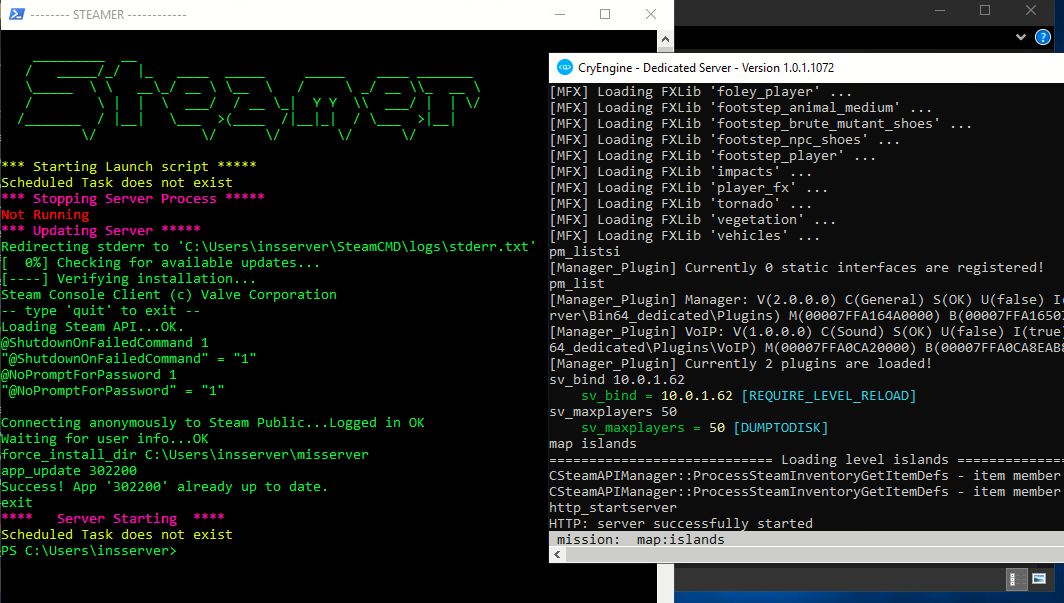 -------- STEAMER ------------
Steamer
*** Starting Launch script *****
Scheduled Task does not exist
*** Stopping Server Process *****
Not Running
*** Updating Server *****
Redirecting stderr to 'C:\Users\insserver\SteamCMD\logs\stderr.txt'
[  0%] Checking for available updates...
[----] Verifying installation...
Steam Console Client (c) Valve Corporation
-- type 'quit' to exit --
Loading Steam API...OK.
@ShutdownOnFailedCommand 1
"@ShutdownOnFailedCommand" = "1"
@NoPromptForPassword 1
"@NoPromptForPassword" = "1"
Connecting anonymously to Steam Public...Logged in OK
Waiting for user info...OK
force_install_dir C:\Users\insserver\misserver
app_update 302200
Success! App '302200' already up to date.
exit
****   Server Starting  ****
Scheduled Task does not exist
PS C:\Users\insserver>
CryEngine - Dedicated Server - Version 1.0.1.1072
[MFX] Loading FXLib 'foley_player' ...
[MFX] Loading FXLib 'footstep_animal_medium' ...
[MFX] Loading FXLib 'footstep_brute_mutant_shoes' ...
[MFX] Loading FXLib 'footstep_npc_shoes' ...
[MFX] Loading FXLib 'footstep_player' ...
[MFX] Loading FXLib 'impacts' ...
[MFX] Loading FXLib 'player_fx' ...
[MFX] Loading FXLib 'tornado' ...
[MFX] Loading FXLib 'vegetation' ...
[MFX] Loading FXLib 'vehicles' ...
pm_listsi
[Manager_Plugin] Currently 0 static interfaces are registered!
pm_list
[Manager_Plugin] Manager: V(2.0.0.0) C(General) S(OK) U(false) I(
rver\Bin64_dedicated\Plugins) M(00007FFA164A0000) B(00007FFA16507
[Manager_Plugin] VoIP: V(1.0.0.0) C(Sound) S(OK) U(false) I(true)
64_dedicated\Plugins\VoIP) M(00007FFA0CA20000) B(00007FFA0CA8EAB8
[Manager_Plugin] Currently 2 plugins are loaded!
sv_bind 10.0.1.62
sv_bind = 10.0.1.62 [REQUIRE_LEVEL_RELOAD]
sv_maxplayers 50
sv_maxplayers = 50 [DUMPTODISK]
map islands
============================ Loading level islands =============
CSteamAPIManager::ProcessSteamInventoryGetItemDefs - item member
CSteamAPIManager::ProcessSteamInventoryGetItemDefs - item member
http_startserver
HTTP: server successfully started
mission:  map:islands